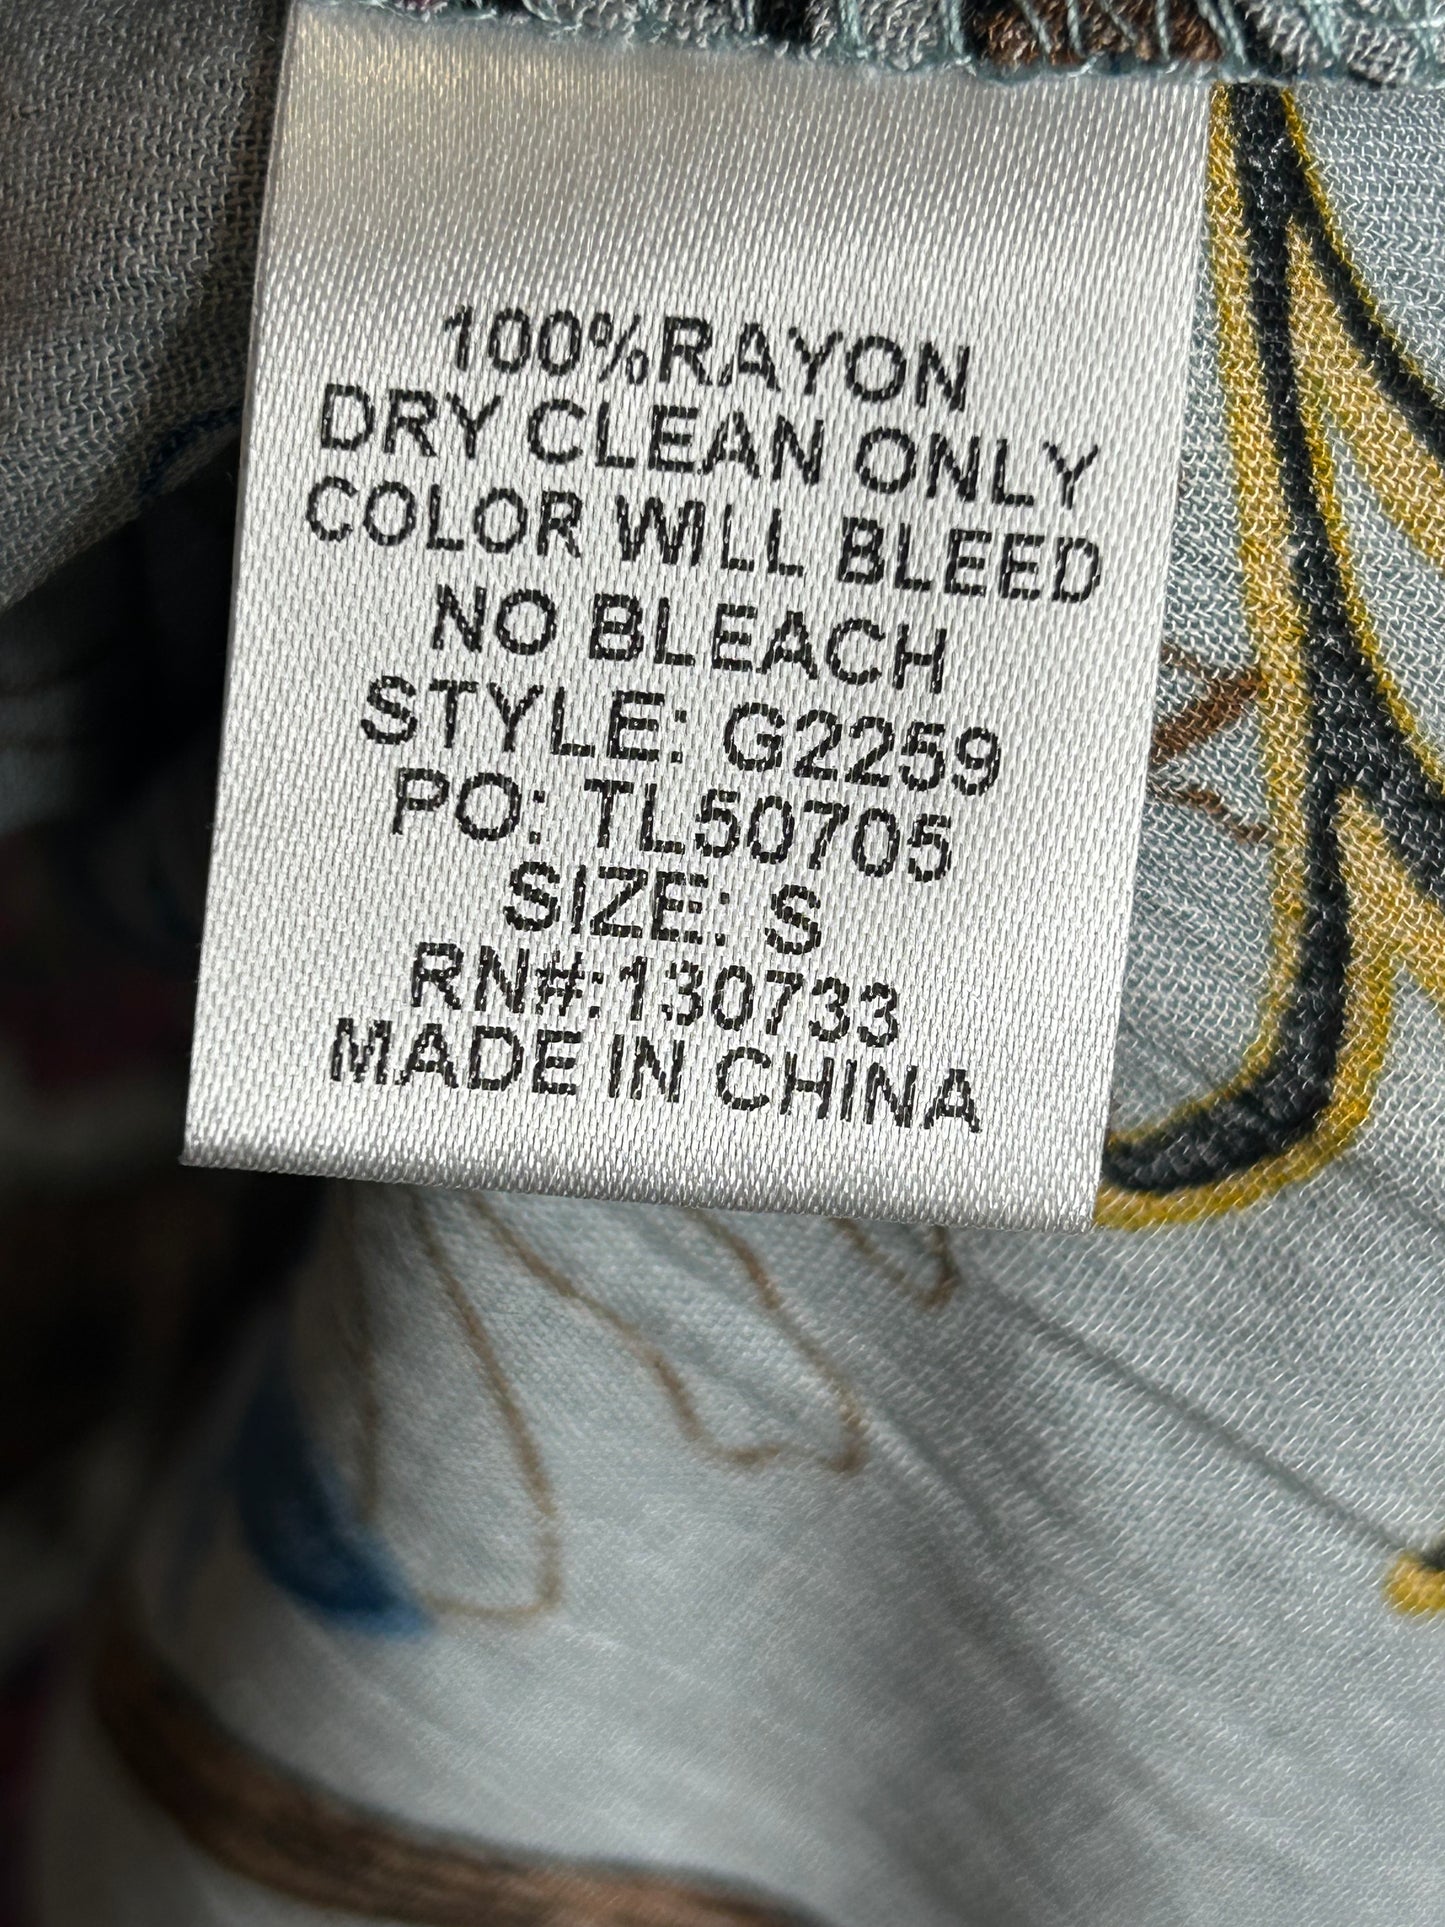 100%RAYON
DRY CLEAN ONLY
COLOR WILL BLEED
NO BLEACH
STYLE: G2259
PO: TL50705
SIZE: S
RN#:130733
MADE IN CHINA